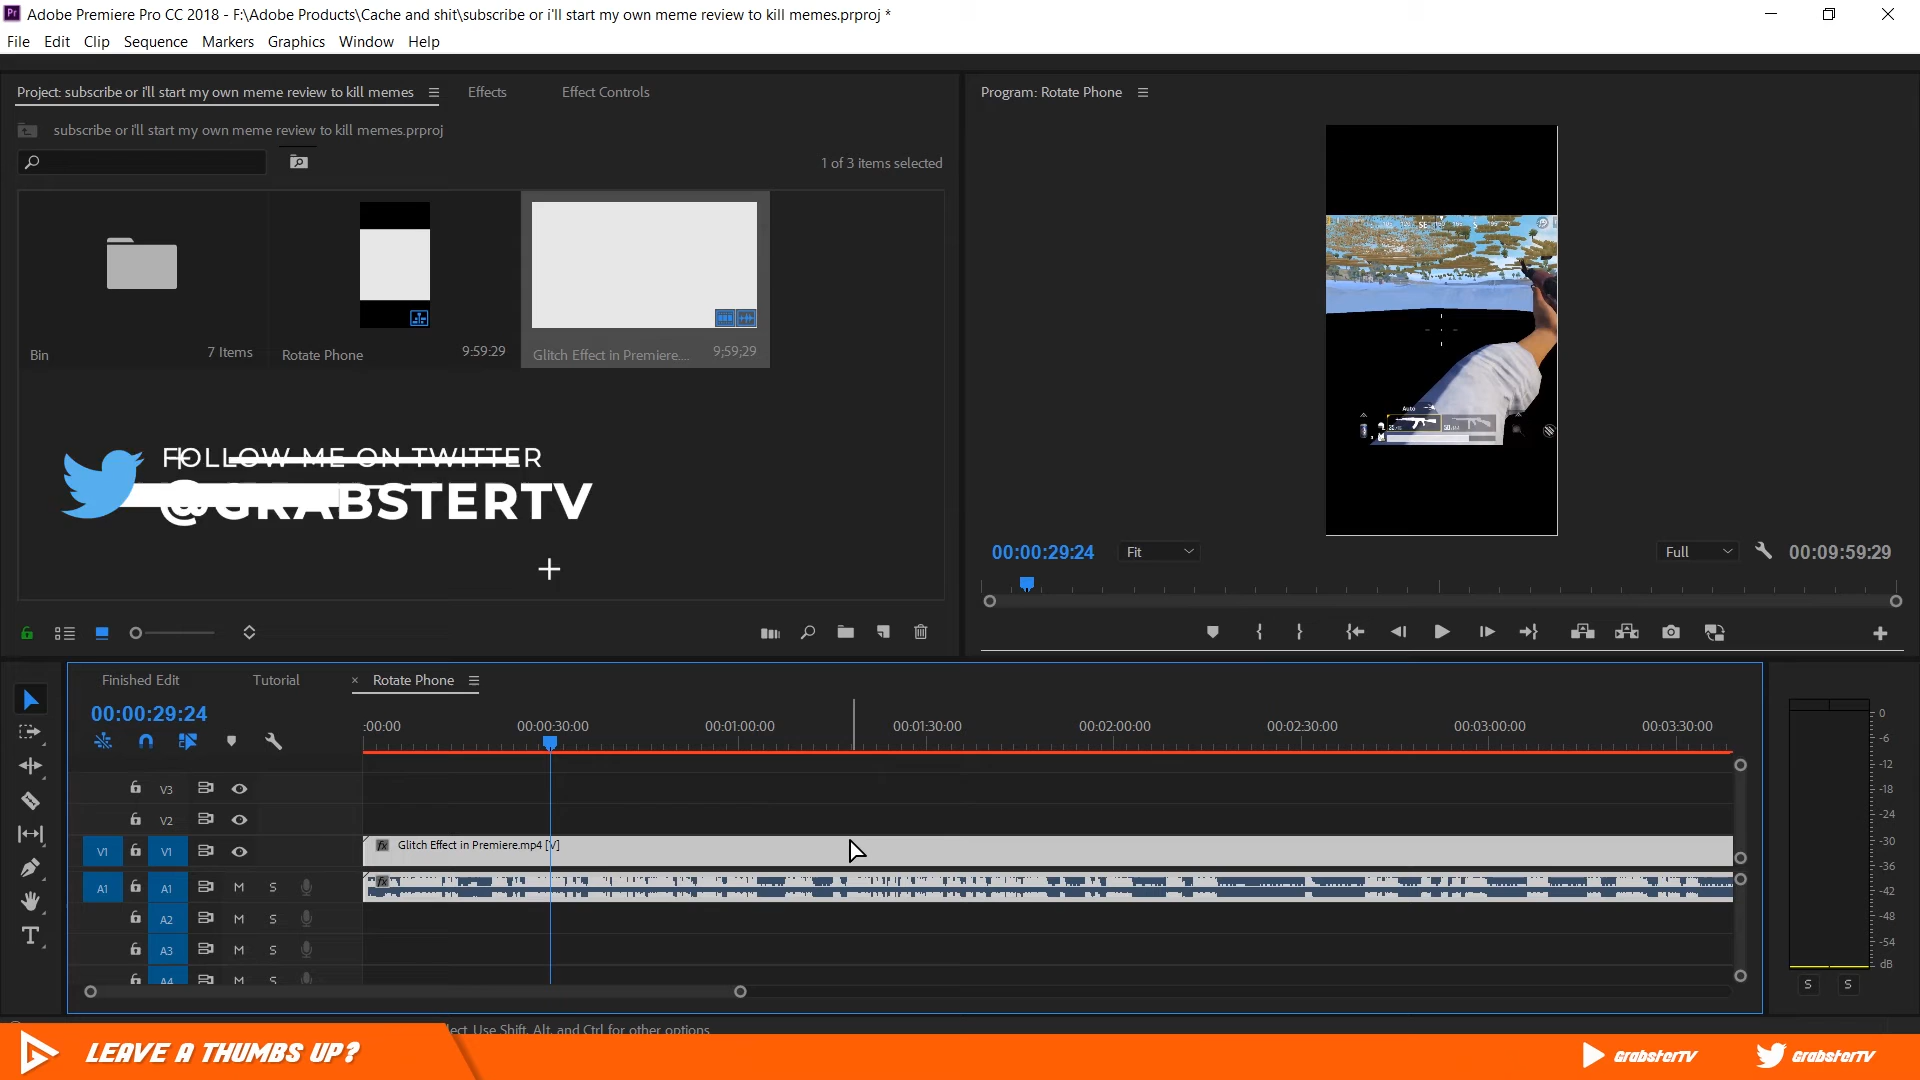 Pr Adobe Premiere Pro CC 2018 - F:\Adobe Products\Cache and shit\subscribe or i'll start my own meme review to kill memes.prproj *
File Edit Clip Sequence Markers Graphics Window Help
Project: subscribe or i'll start my own meme review to kill memes Effects Effect Controls
subscribe or i'll start my own meme review to kill memes.prproj
1 of 3 items selected
Bin 7 Items
Rotate Phone 9:59:29
Glitch Effect in Premiere.... 9;59;29
FOLLOW ME ON TWITTER
@GRABSTERTV
Program: Rotate Phone
SE
Auto
00:00:29:24 Fit Full 00:09:59:29
Finished Edit Tutorial × Rotate Phone
00:00:29:24
:00:00 00:00:30:00 00:01:00:00 00:01:30:00 00:02:00:00 00:02:30:00 00:03:00:00 00:03:30:00
V3
V2
V1 V1 fx Glitch Effect in Premiere.mp4 [V]
A1 A1 M S fx
A2 M S
A3 M S
A4 M S
0
-6
-12
-18
-24
-30
-36
-42
-48
-54
dB
S S
lect. Use Shift, Alt, and Ctrl for other options
LEAVE A THUMBS UP?
GrabsterTV GrabsterTV